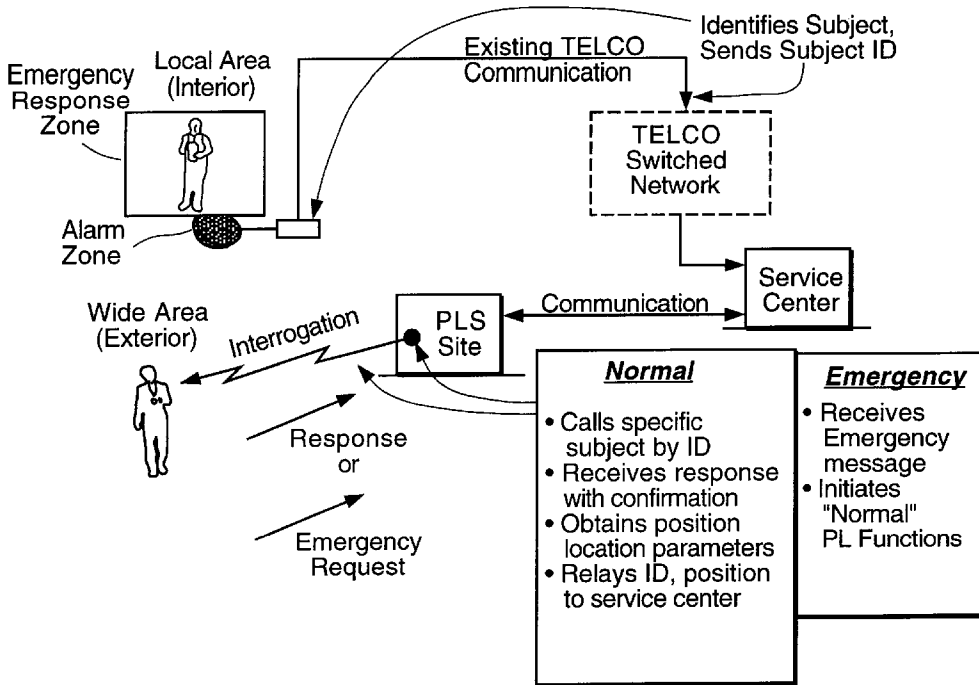 Identifies Subject,
Sends Subject ID
Existing TELCO
Communication
Local Area
(Interior)
Emergency
Response
Zone
TELCO
Switched
Network
Alarm
Zone
Service
Center
Communication
PLS
Site
Wide Area
(Exterior)
Interrogation
Response
or
Emergency
Request
Normal
• Calls specific
subject by ID
• Receives response
with confirmation
• Obtains position
location parameters
• Relays ID, position
to service center
Emergency
• Receives
Emergency
message
• Initiates
"Normal"
PL Functions